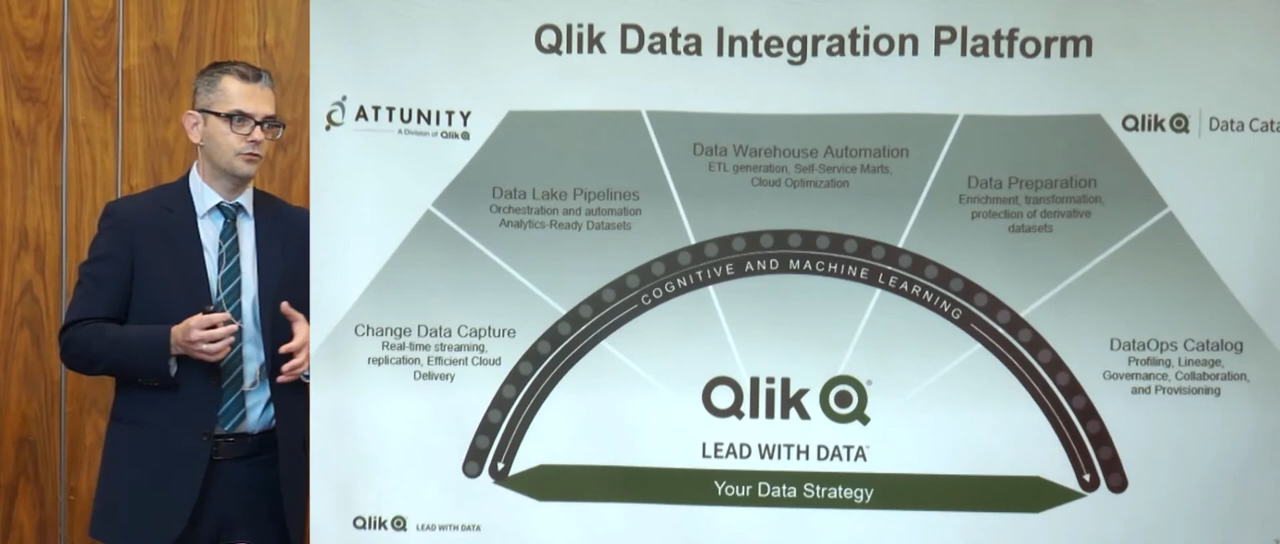 Qlik Data Integration Platform
ATTUNITY
A Division of Qlik
Qlik | Data Cata
Data Warehouse Automation
ETL generation, Self-Service Marts,
Cloud Optimization
Data Lake Pipelines
Orchestration and automation
Analytics-Ready Datasets
Data Preparation
Enrichment, transformation,
protection of derivative
datasets
COGNITIVE AND MACHINE LEARNING
Change Data Capture
Real-time streaming,
replication, Efficient Cloud
Delivery
DataOps Catalog
Profiling, Lineage,
Governance, Collaboration,
and Provisioning
Qlik®
LEAD WITH DATA™
Your Data Strategy
Qlik LEAD WITH DATA